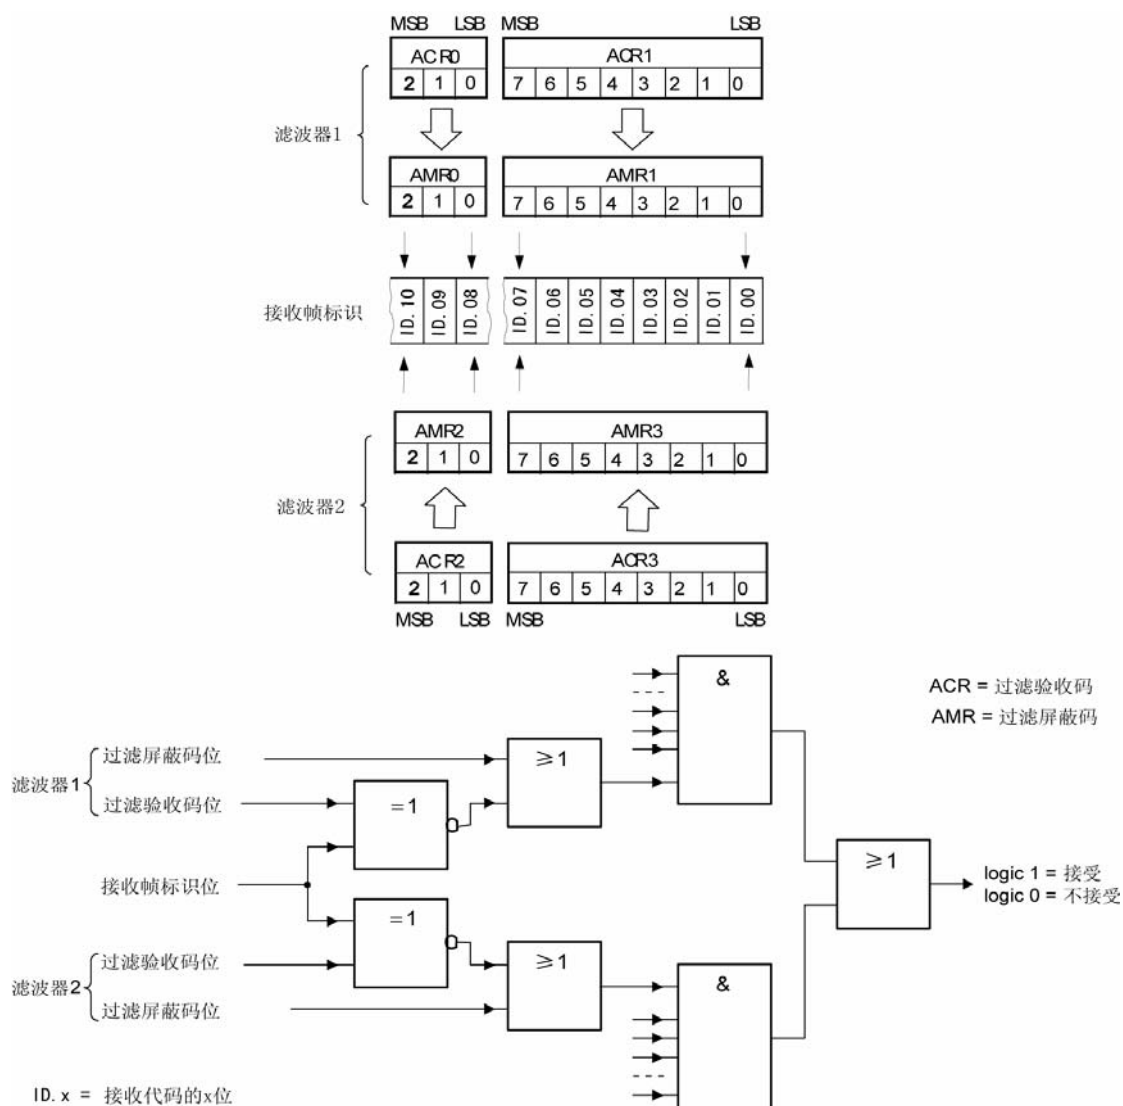 MSB LSB MSB LSB
ACR0 ACR1
2 1 0 7 6 5 4 3 2 1 0
滤波器1
AMR0 AMR1
2 1 0 7 6 5 4 3 2 1 0
接收帧标识
ID.10 ID.09 ID.08 ID.07 ID.06 ID.05 ID.04 ID.03 ID.02 ID.01 ID.00
AMR2 AMR3
2 1 0 7 6 5 4 3 2 1 0
滤波器2
ACR2 ACR3
2 1 0 7 6 5 4 3 2 1 0
MSB LSB MSB LSB
&
ACR = 过滤验收码
AMR = 过滤屏蔽码
滤波器1
过滤屏蔽码位
≥1
过滤验收码位
=1
≥1
接收帧标识位
logic 1 = 接受
logic 0 = 不接受
=1
滤波器2
过滤验收码位
≥1
过滤屏蔽码位
&
ID.x = 接收代码的x位